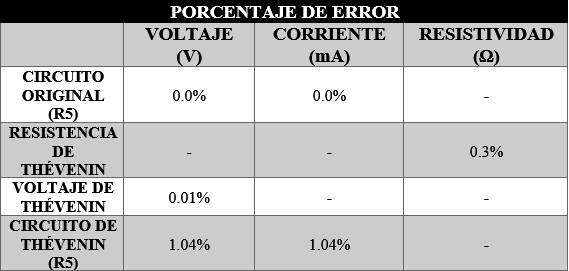 PORCENTAJE DE ERROR
VOLTAJE (V)
CORRIENTE (mA)
RESISTIVIDAD (Ω)
CIRCUITO ORIGINAL (R5)
0.0%
0.0%
-
RESISTENCIA DE THÉVENIN
-
-
0.3%
VOLTAJE DE THÉVENIN
0.01%
-
-
CIRCUITO DE THÉVENIN (R5)
1.04%
1.04%
-